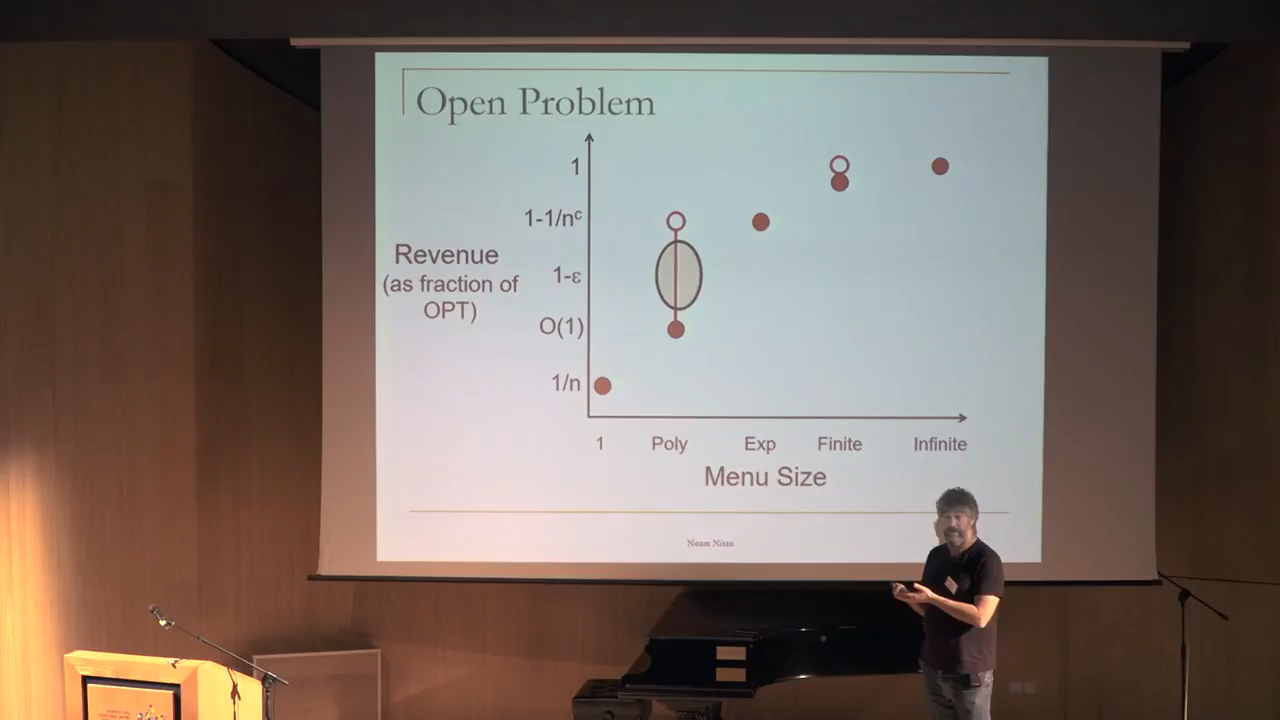 Open Problem
1
1-1/nᶜ
Revenue
(as fraction of
OPT)
1-ε
O(1)
1/n
1 Poly Exp Finite Infinite
Menu Size
Noam Nisan